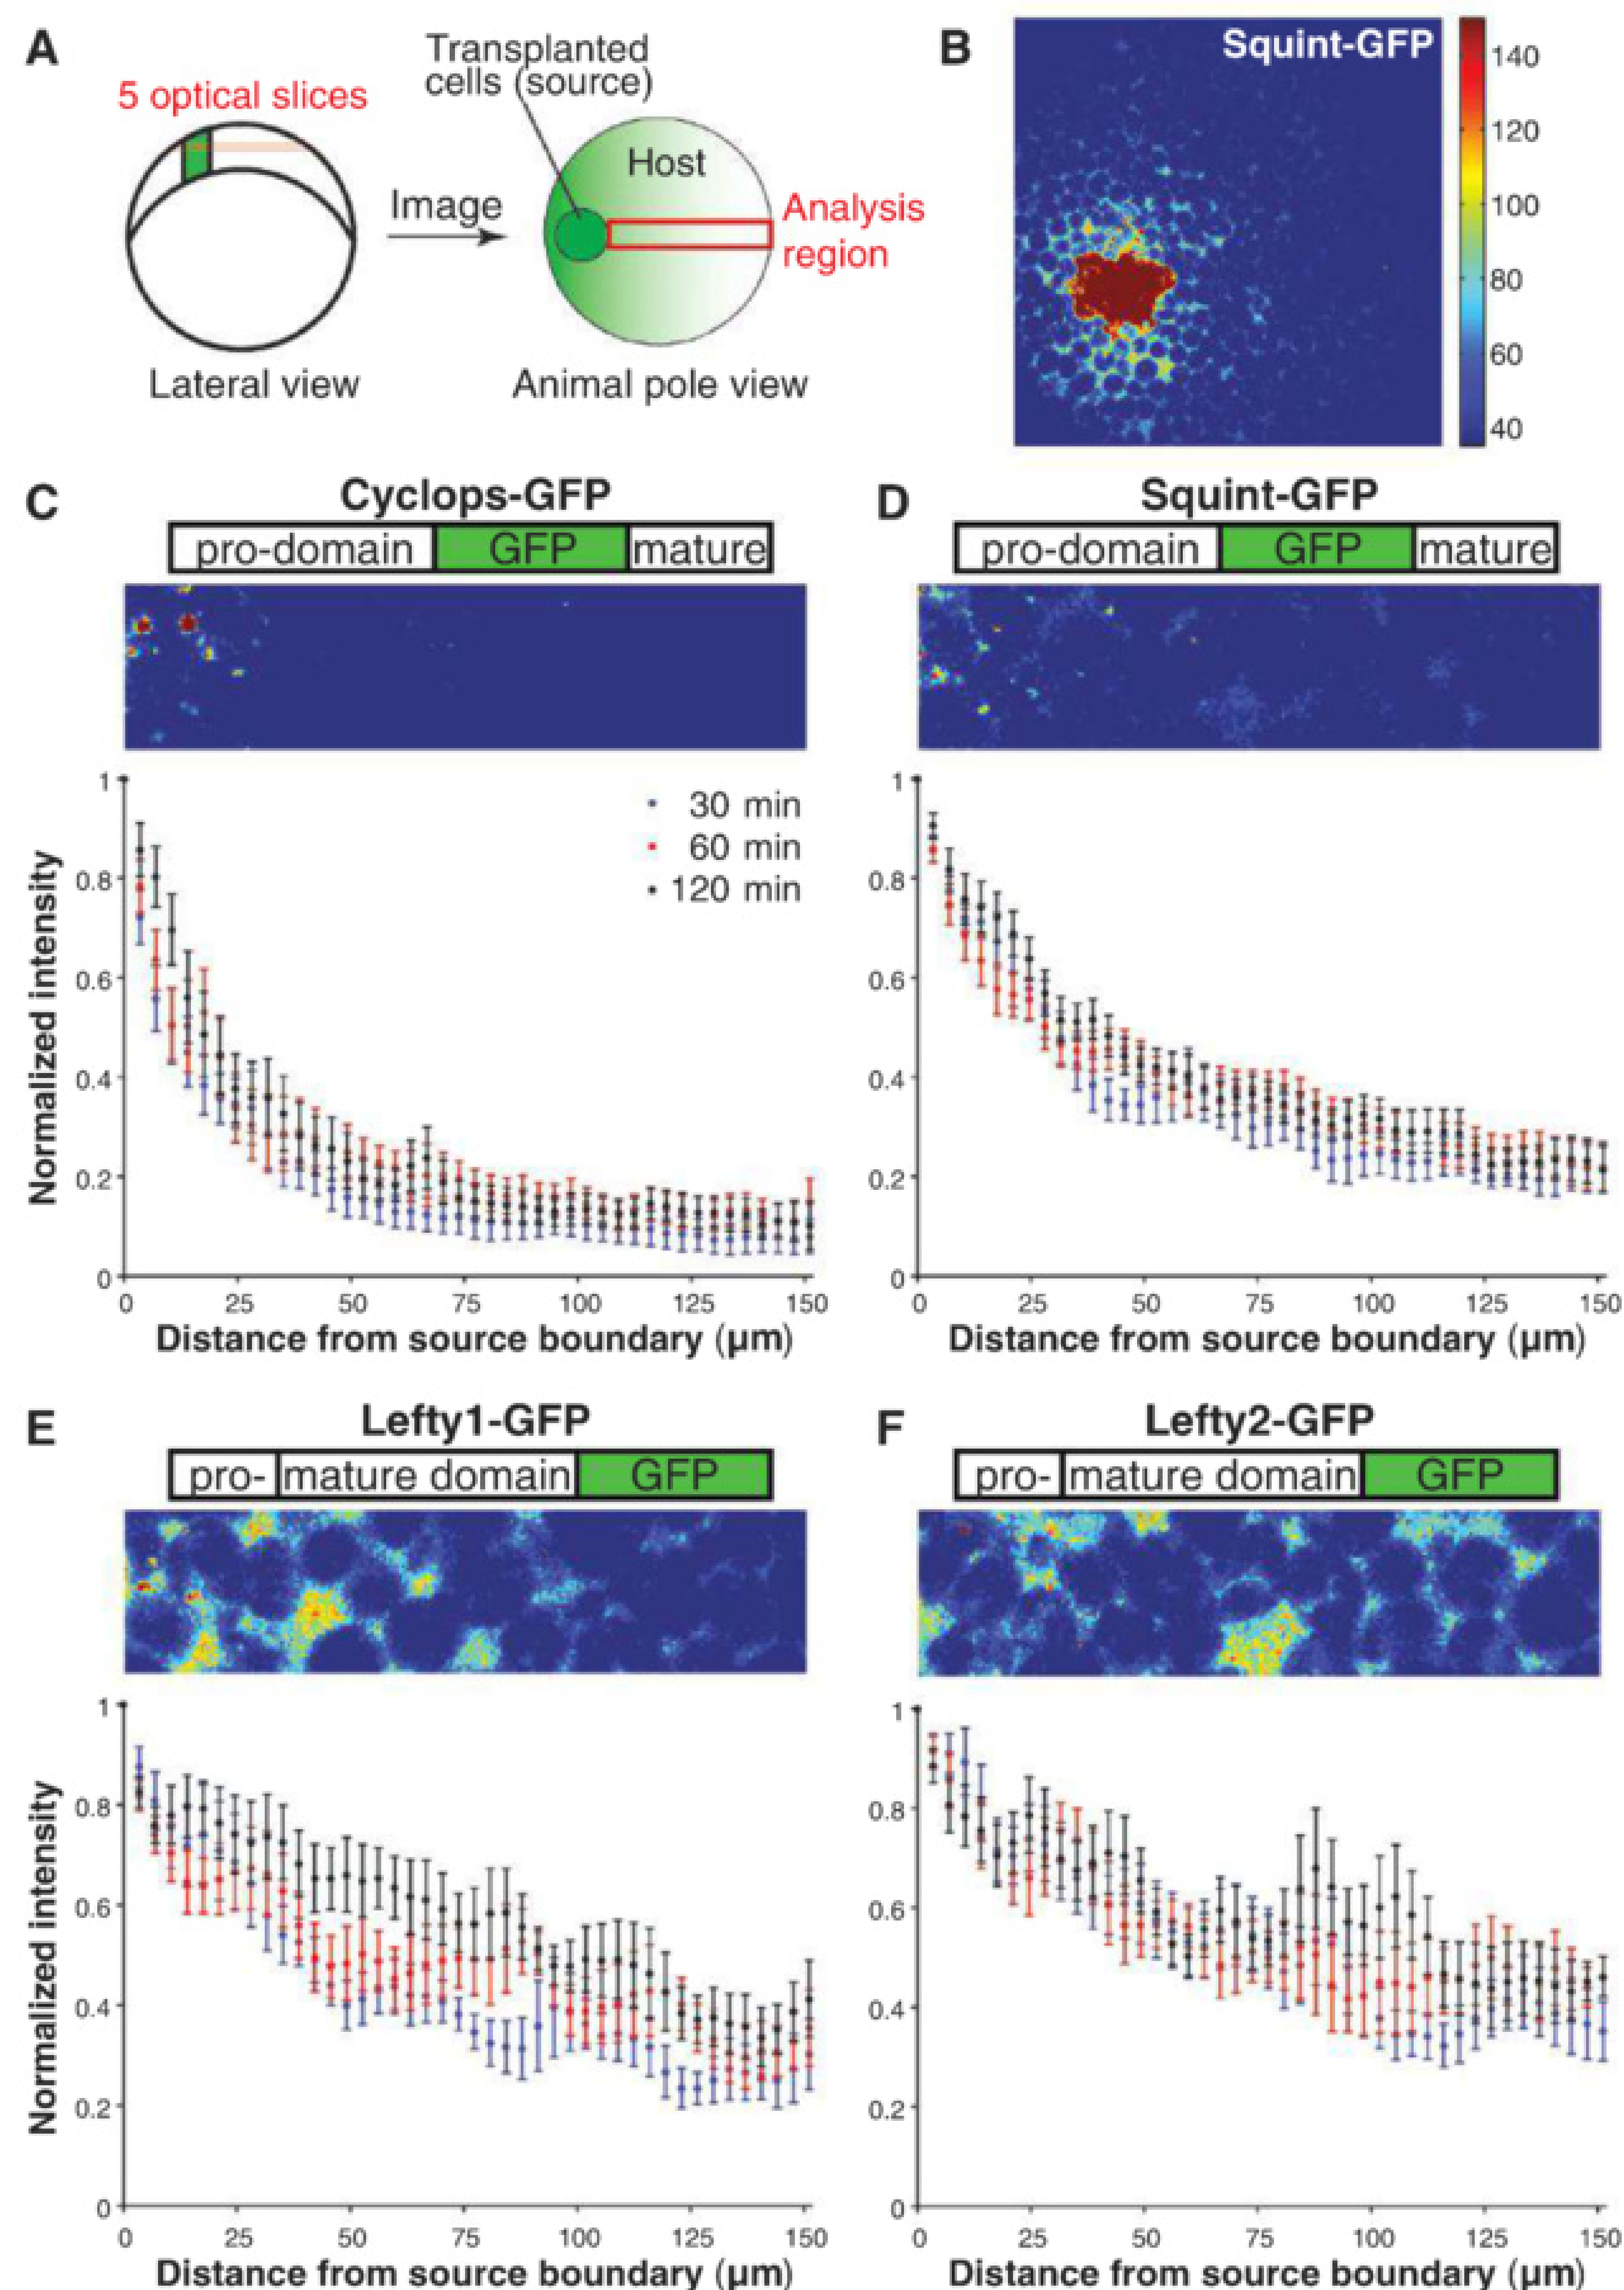 A
Transplanted
cells (source)
5 optical slices
Host
Image
Analysis
region
Lateral view
Animal pole view
B
Squint-GFP
140
120
100
80
60
40
C
Cyclops-GFP
pro-domain
GFP
mature
1
0.8
0.6
0.4
0.2
0
Normalized intensity
30 min
60 min
120 min
0
25
50
75
100
125
150
Distance from source boundary (µm)
D
Squint-GFP
pro-domain
GFP
mature
1
0.8
0.6
0.4
0.2
0
0
25
50
75
100
125
150
Distance from source boundary (µm)
E
Lefty1-GFP
pro-
mature domain
GFP
1
0.8
0.6
0.4
0.2
0
Normalized intensity
0
25
50
75
100
125
150
Distance from source boundary (µm)
F
Lefty2-GFP
pro-
mature domain
GFP
1
0.8
0.6
0.4
0.2
0
0
25
50
75
100
125
150
Distance from source boundary (µm)